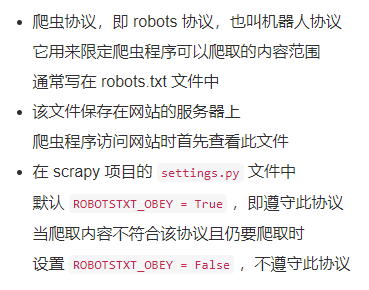 爬虫协议，即 robots 协议，也叫机器人协议
它用来限定爬虫程序可以爬取的内容范围
通常写在 robots.txt 文件中
该文件保存在网站的服务器上
爬虫程序访问网站时首先查看此文件
在 scrapy 项目的 settings.py 文件中
默认 ROBOTSTXT_OBEY = True ，即遵守此协议
当爬取内容不符合该协议且仍要爬取时
设置 ROBOTSTXT_OBEY = False ，不遵守此协议